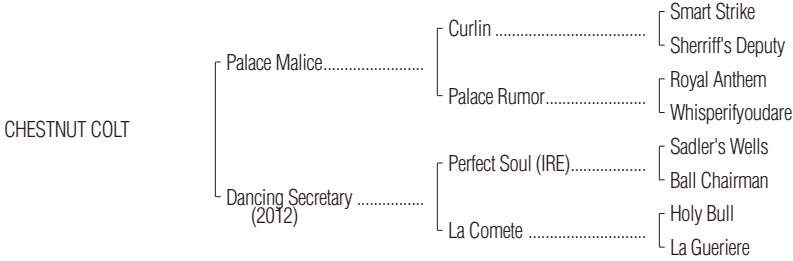 Smart Strike
Curlin ....................................
Sherriff's Deputy
Palace Malice........................
Royal Anthem
Palace Rumor........................
Whisperifyoudare
CHESTNUT COLT
Sadler's Wells
Perfect Soul (IRE)..................
Ball Chairman
Dancing Secretary ................
(2012)
Holy Bull
La Comete ............................
La Gueriere